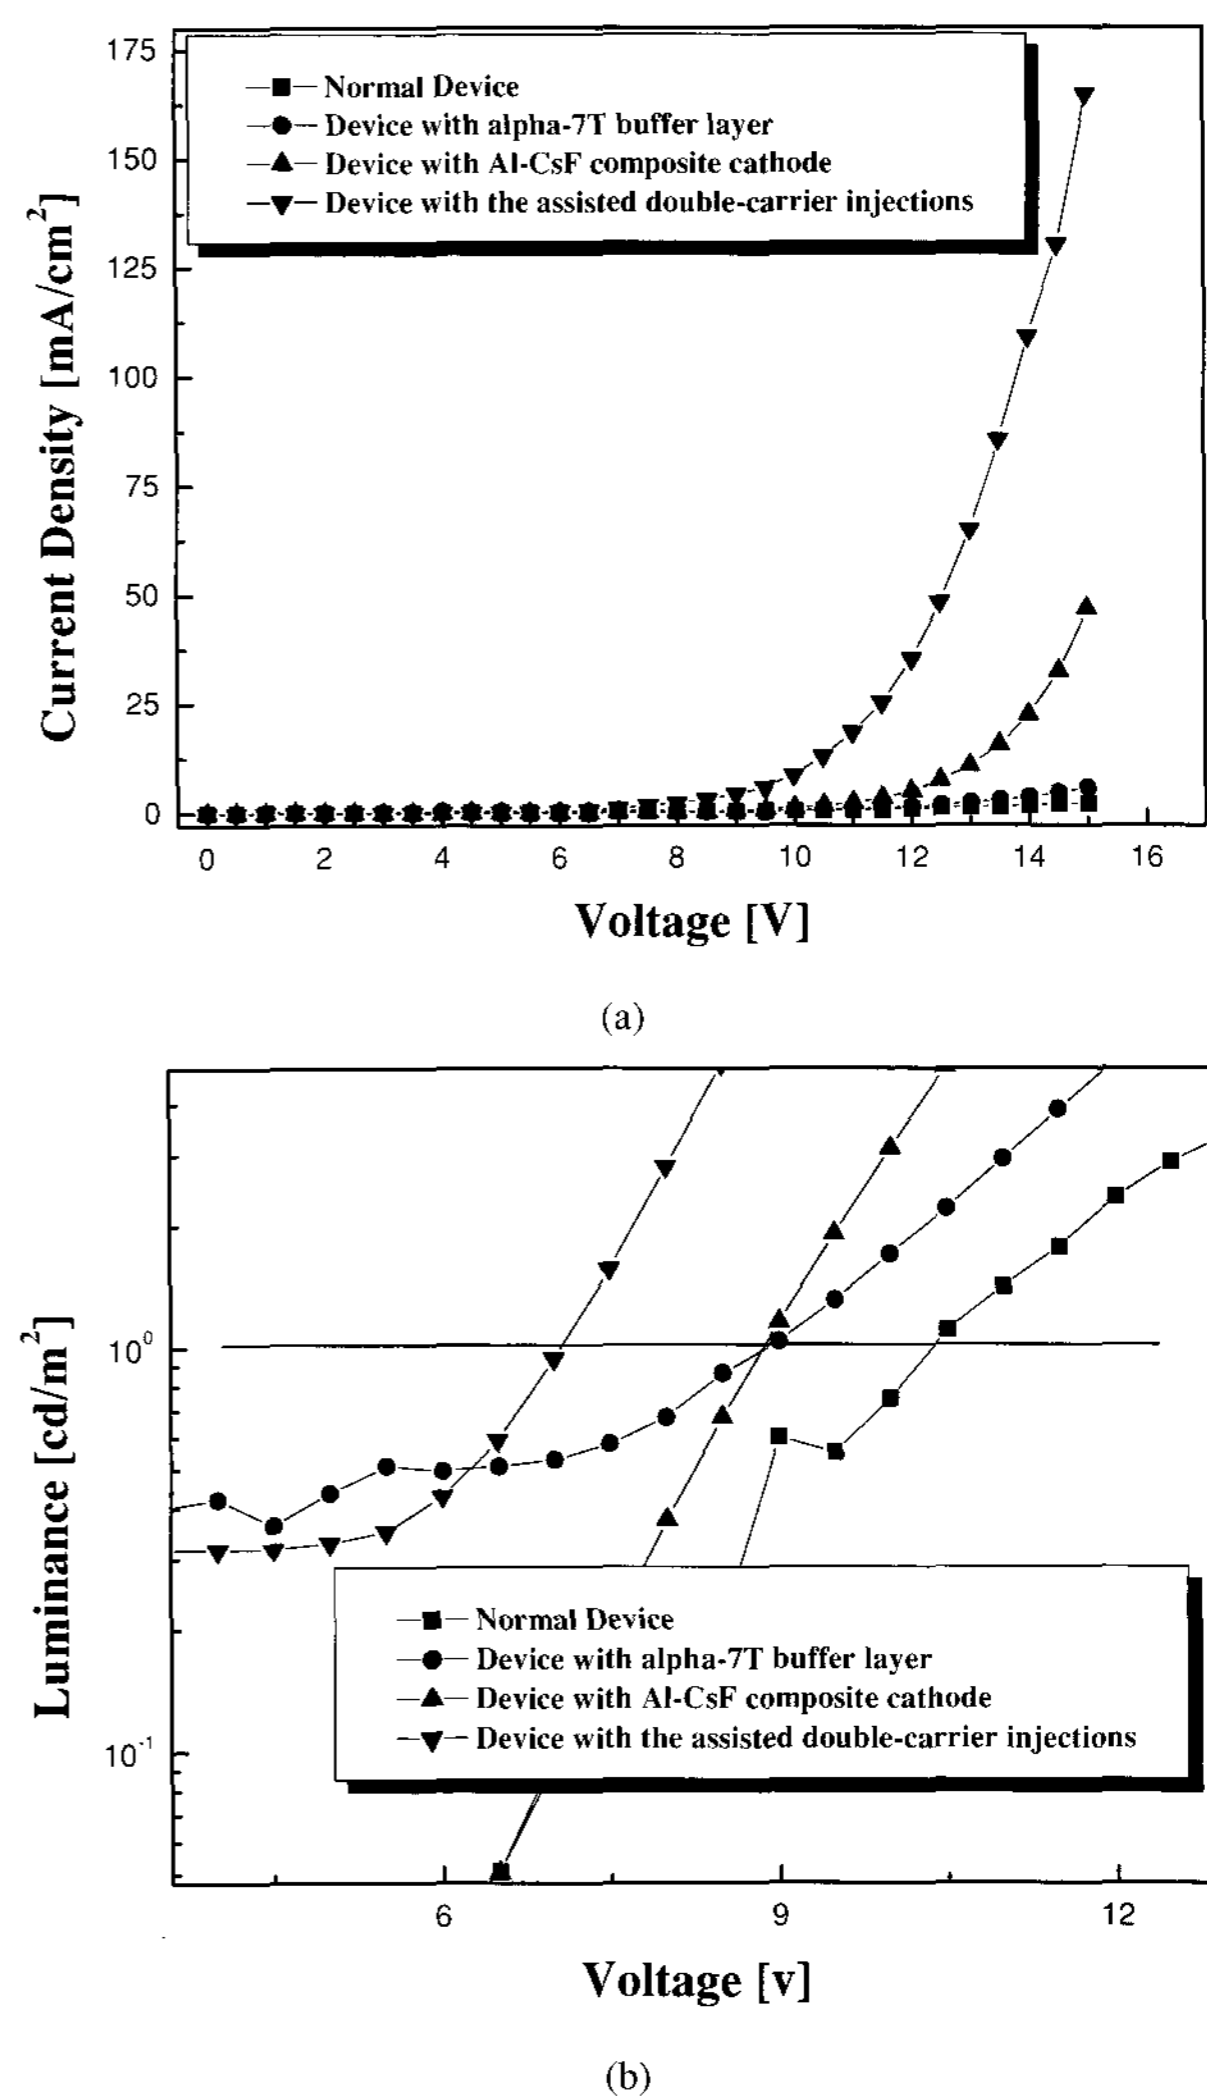 175
150
125
100
75
50
25
0
Current Density [mA/cm²]
Normal Device
Device with alpha-7T buffer layer
Device with Al-CsF composite cathode
Device with the assisted double-carrier injections
0 2 4 6 8 10 12 14 16
Voltage [V]
(a)
10⁰
10⁻¹
Luminance [cd/m²]
Normal Device
Device with alpha-7T buffer layer
Device with Al-CsF composite cathode
Device with the assisted double-carrier injections
6 9 12
Voltage [v]
(b)